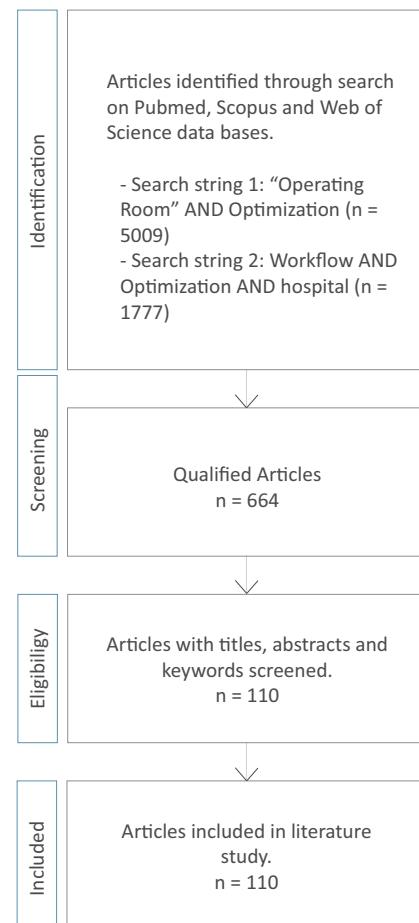 Identification
Articles identified through search
on Pubmed, Scopus and Web of
Science data bases.
- Search string 1: “Operating
Room” AND Optimization (n =
5009)
- Search string 2: Workflow AND
Optimization AND hospital (n =
1777)
Screening
Qualified Articles
n = 664
Eligibiligy
Articles with titles, abstracts and
keywords screened.
n = 110
Included
Articles included in literature
study.
n = 110